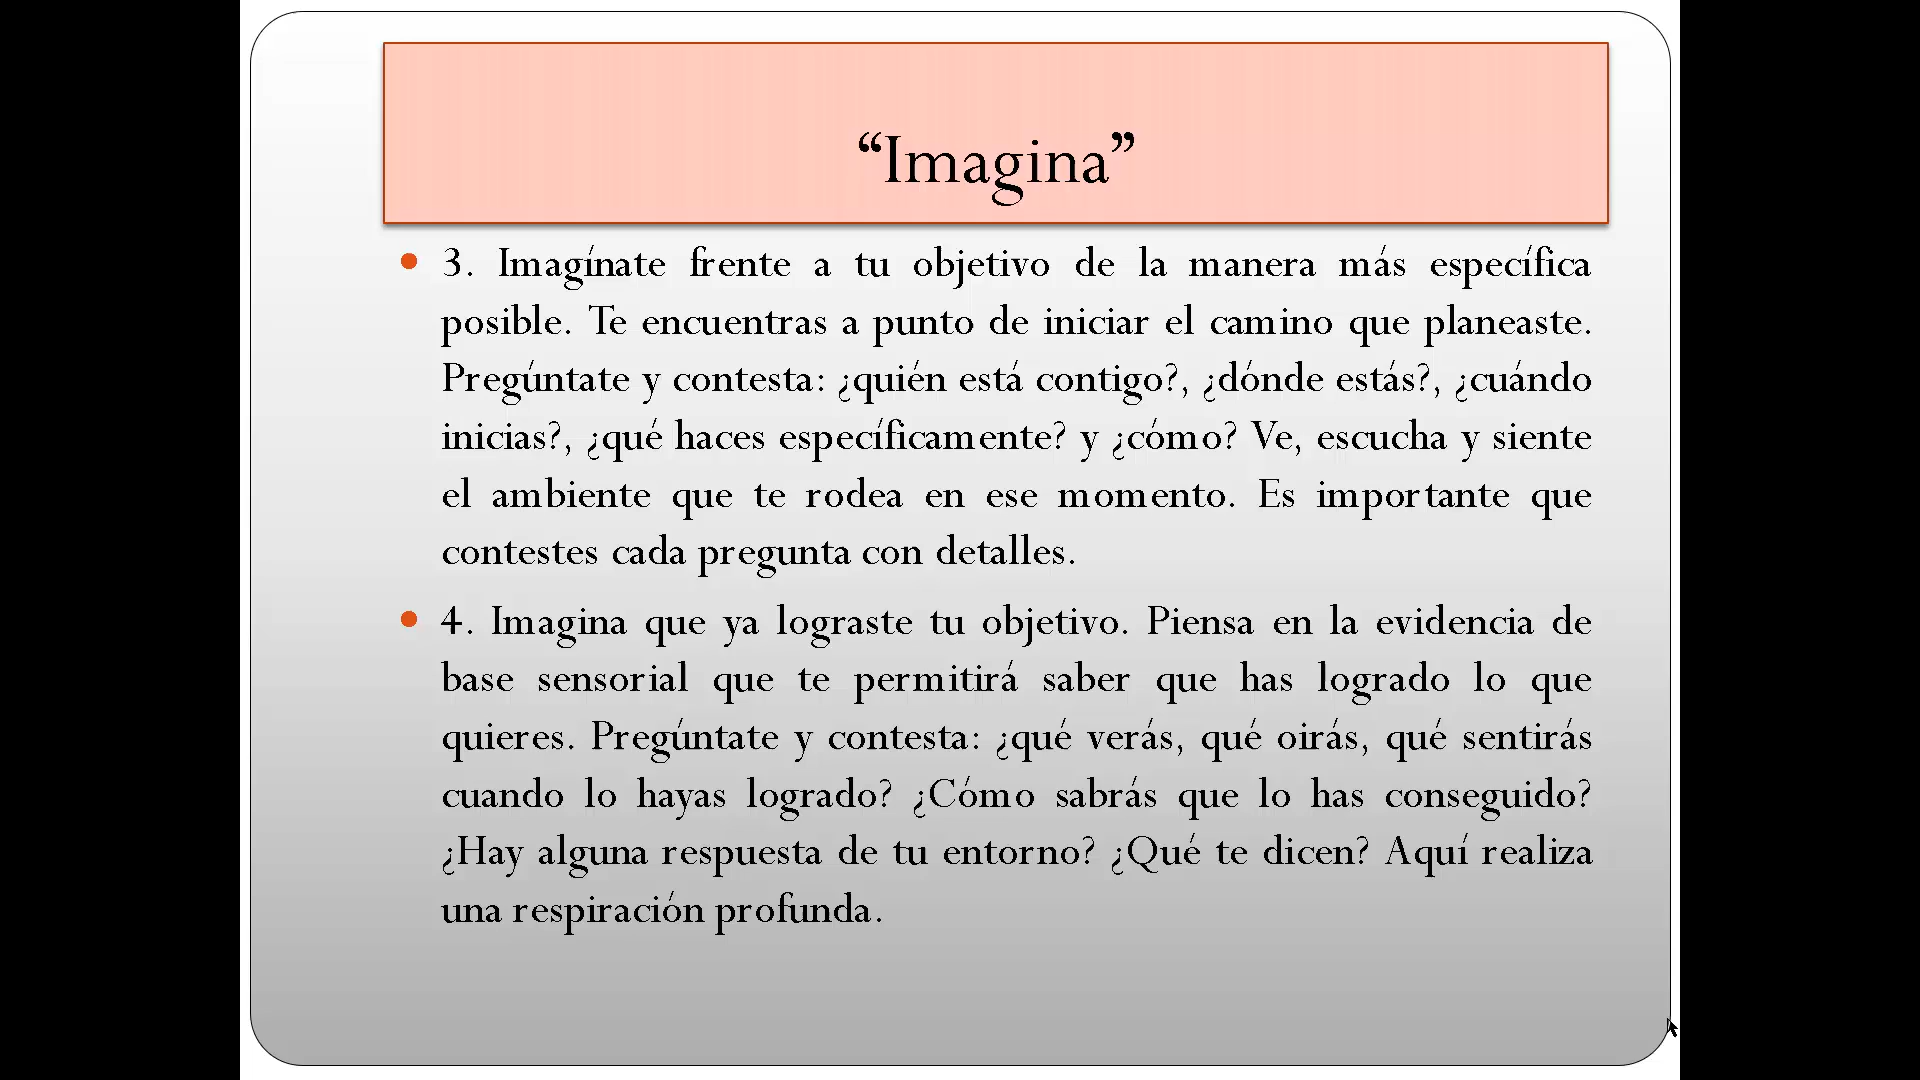 “Imagina”
• 3. Imagínate frente a tu objetivo de la manera más específica
posible. Te encuentras a punto de iniciar el camino que planeaste.
Pregúntate y contesta: ¿quién está contigo?, ¿dónde estás?, ¿cuándo
inicias?, ¿qué haces específicamente? y ¿cómo? Ve, escucha y siente
el ambiente que te rodea en ese momento. Es importante que
contestes cada pregunta con detalles.
• 4. Imagina que ya lograste tu objetivo. Piensa en la evidencia de
base sensorial que te permitirá saber que has logrado lo que
quieres. Pregúntate y contesta: ¿qué verás, qué oirás, qué sentirás
cuando lo hayas logrado? ¿Cómo sabrás que lo has conseguido?
¿Hay alguna respuesta de tu entorno? ¿Qué te dicen? Aquí realiza
una respiración profunda.